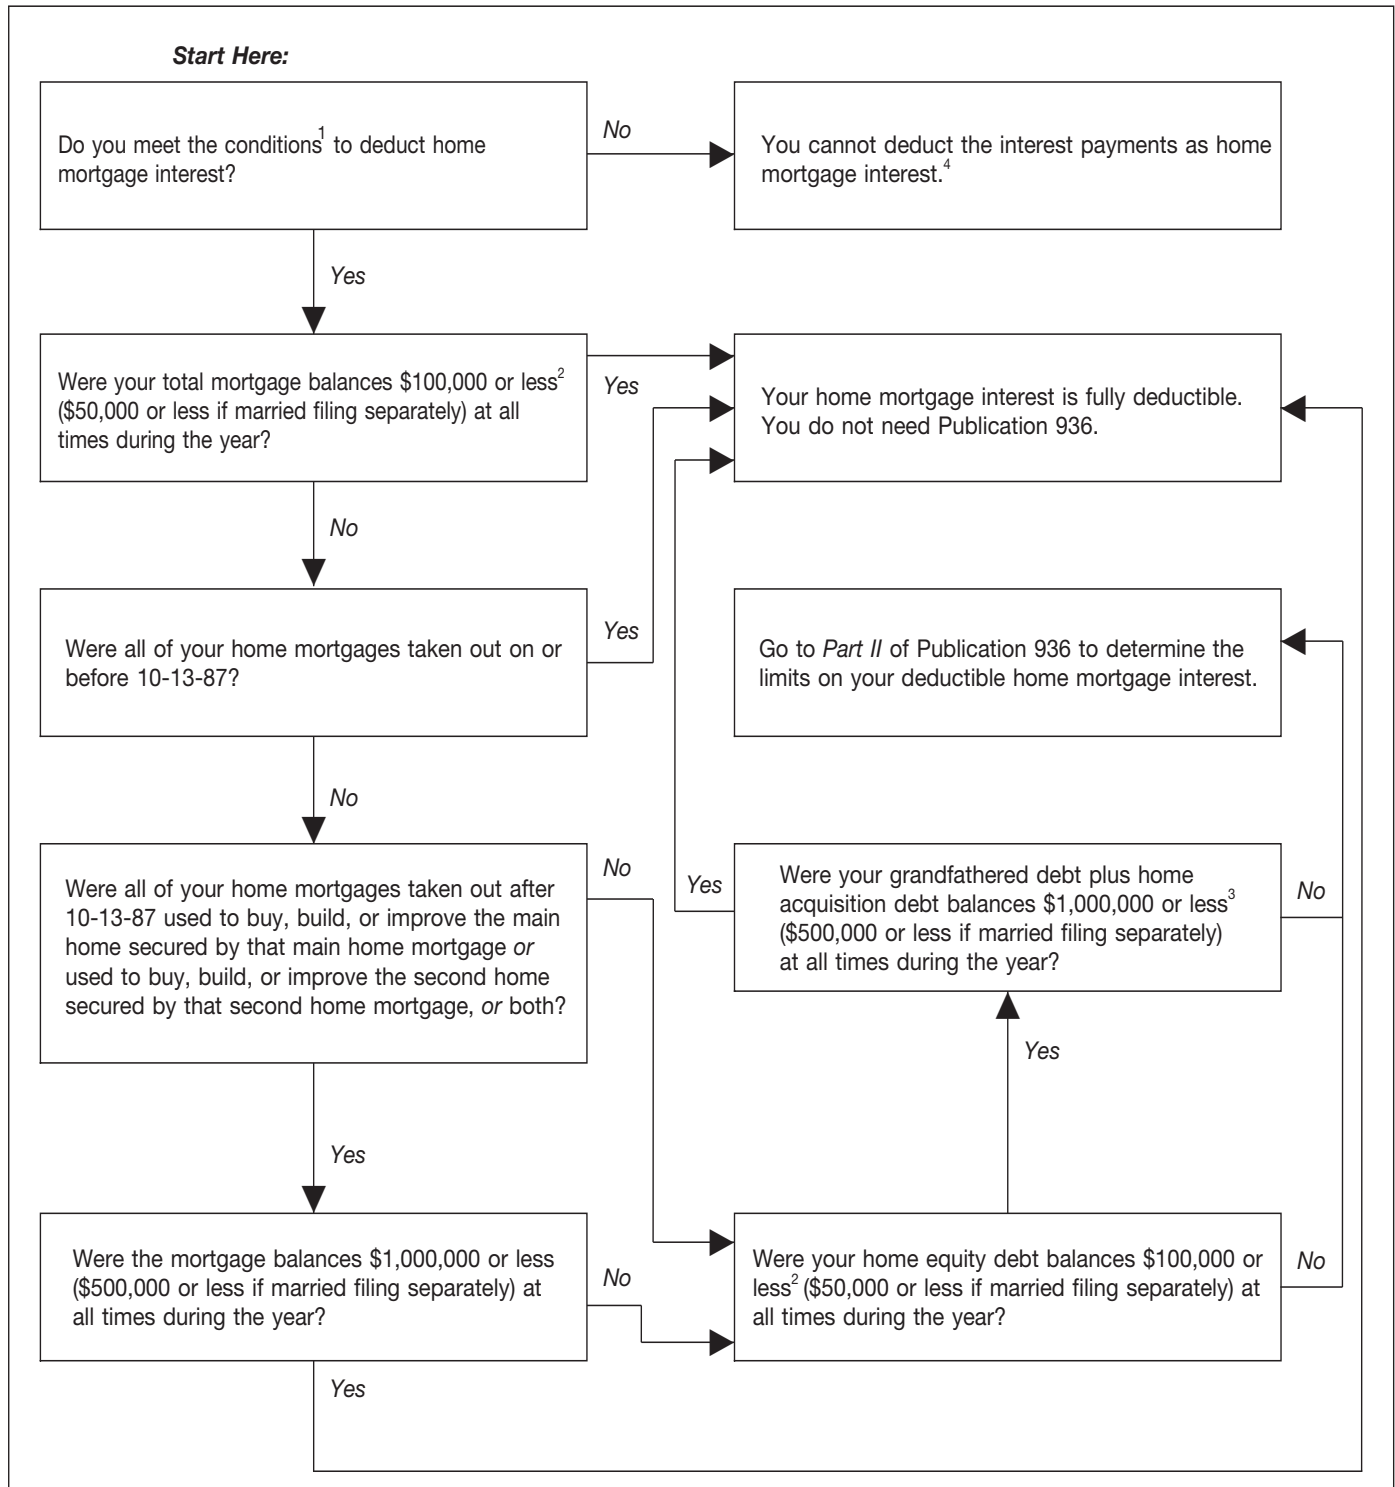 Start Here:
Do you meet the conditions1 to deduct home
mortgage interest?
No
You cannot deduct the interest payments as home
mortgage interest.4
Yes
Were your total mortgage balances $100,000 or less2
($50,000 or less if married filing separately) at all
times during the year?
Yes
Your home mortgage interest is fully deductible.
You do not need Publication 936.
No
Were all of your home mortgages taken out on or
before 10-13-87?
Yes
Go to Part II of Publication 936 to determine the
limits on your deductible home mortgage interest.
No
Were all of your home mortgages taken out after
10-13-87 used to buy, build, or improve the main
home secured by that main home mortgage or
used to buy, build, or improve the second home
secured by that second home mortgage, or both?
No
Yes
Were your grandfathered debt plus home
acquisition debt balances $1,000,000 or less3
($500,000 or less if married filing separately)
at all times during the year?
No
Yes
Yes
Were the mortgage balances $1,000,000 or less
($500,000 or less if married filing separately) at
all times during the year?
No
Were your home equity debt balances $100,000 or
less2 ($50,000 or less if married filing separately) at
all times during the year?
No
Yes